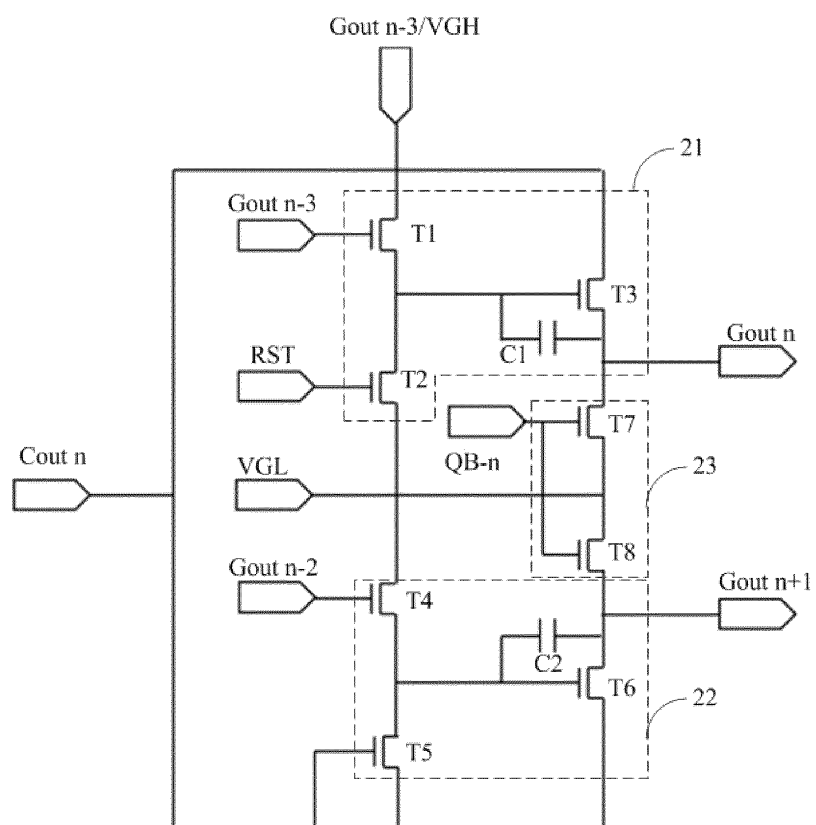 Gout n-3/VGH
21
Gout n-3
T1
T3
C1
Gout n
RST
T2
T7
QB-n
23
Cout n
VGL
T8
Gout n-2
T4
Gout n+1
C2
T6
22
T5